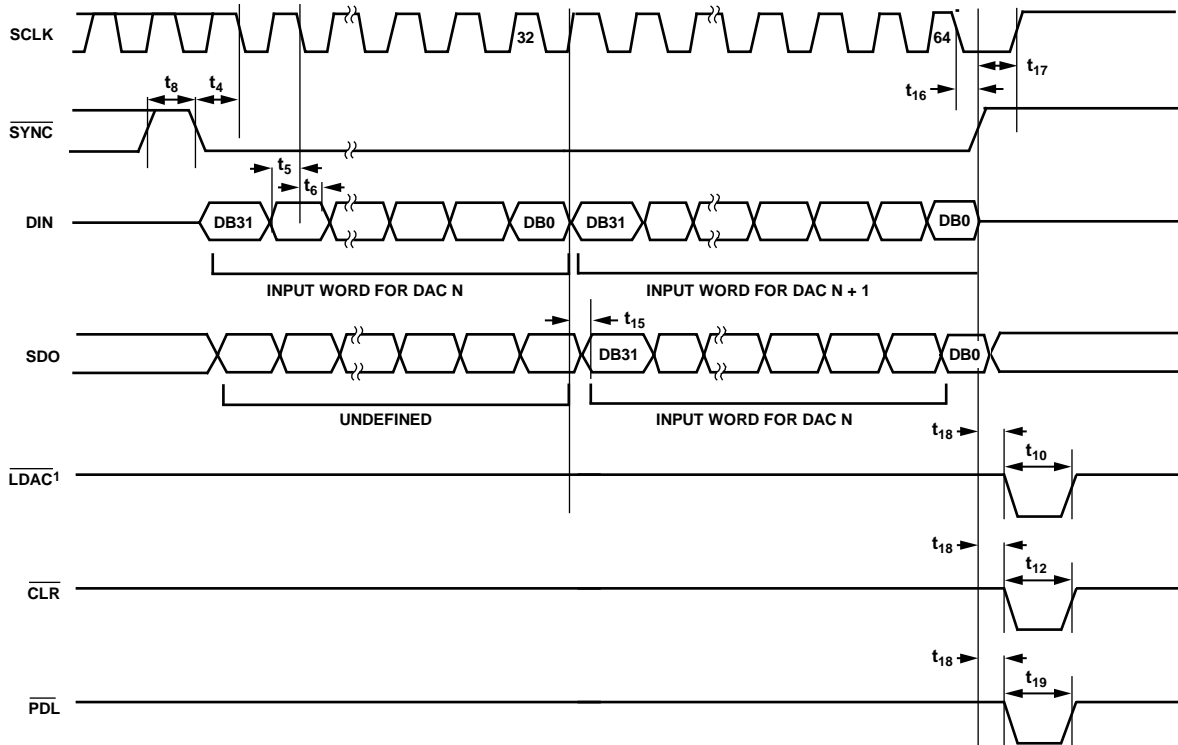 SCLK
32
64
t8
t4
t17
t16
SYNC
t5
t6
DIN
DB31
DB0
DB31
DB0
INPUT WORD FOR DAC N
INPUT WORD FOR DAC N + 1
t15
SDO
DB31
DB0
UNDEFINED
INPUT WORD FOR DAC N
t18
t10
LDAC1
t18
t12
CLR
t18
t19
PDL